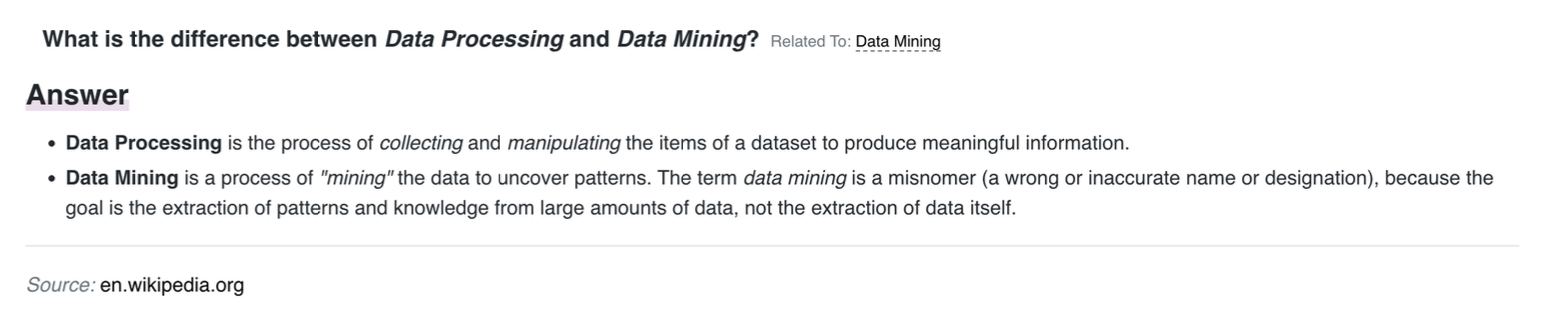 What is the difference between Data Processing and Data Mining? Related To: Data Mining
Answer
• Data Processing is the process of collecting and manipulating the items of a dataset to produce meaningful information.
• Data Mining is a process of "mining" the data to uncover patterns. The term data mining is a misnomer (a wrong or inaccurate name or designation), because the
goal is the extraction of patterns and knowledge from large amounts of data, not the extraction of data itself.
Source: en.wikipedia.org